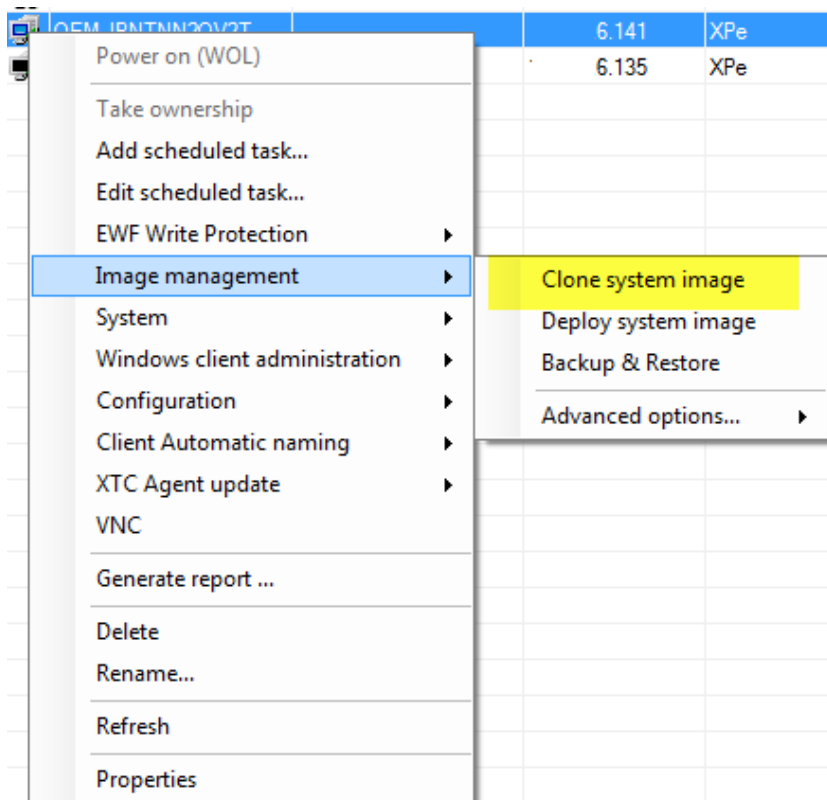 6.141 XPe
6.135 XPe
Power on (WOL)
Take ownership
Add scheduled task...
Edit scheduled task...
EWF Write Protection
Image management
System
Windows client administration
Configuration
Client Automatic naming
XTC Agent update
VNC
Generate report ...
Delete
Rename...
Refresh
Properties
Clone system image
Deploy system image
Backup & Restore
Advanced options...